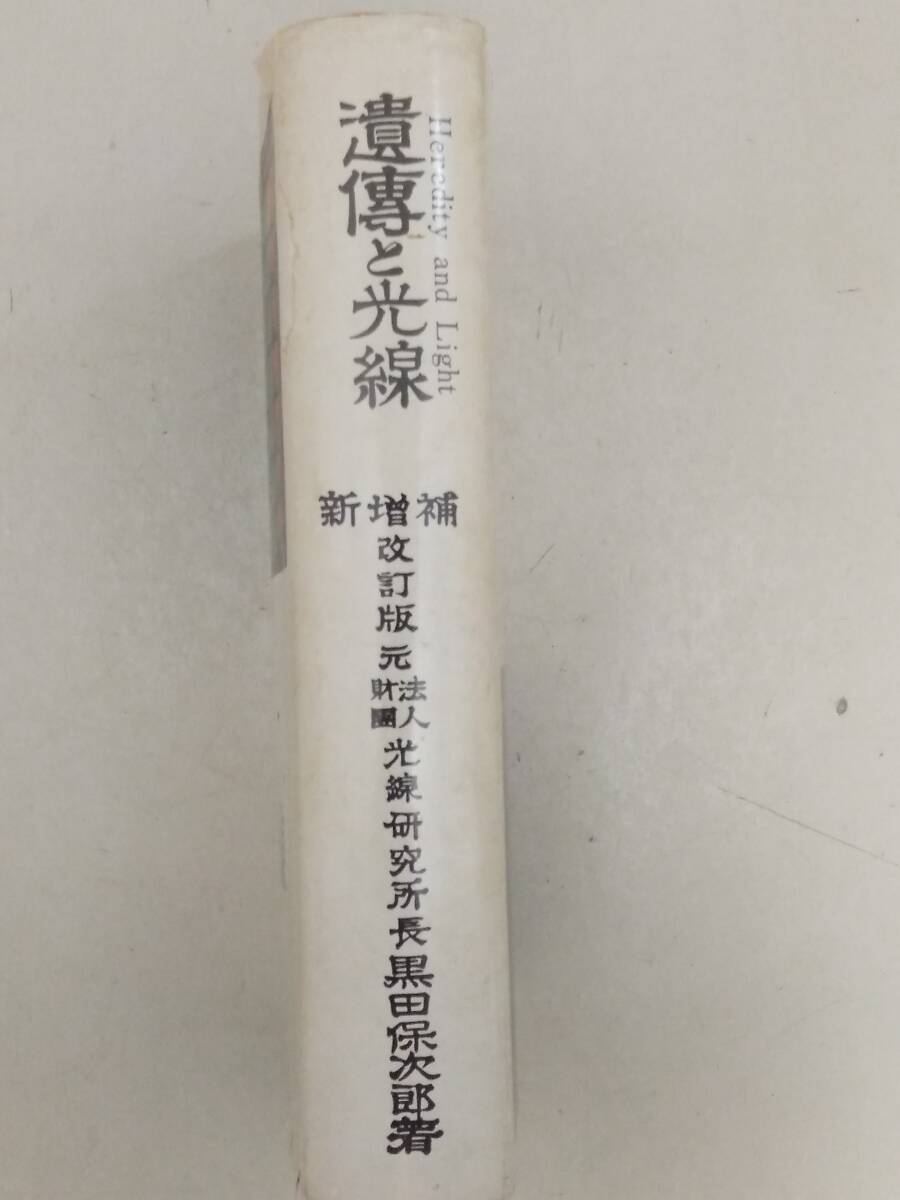 遺傳と光線
Heredity and Light
新増補
改訂版
元
財團
法人
光線研究所長
黒田保次郎著